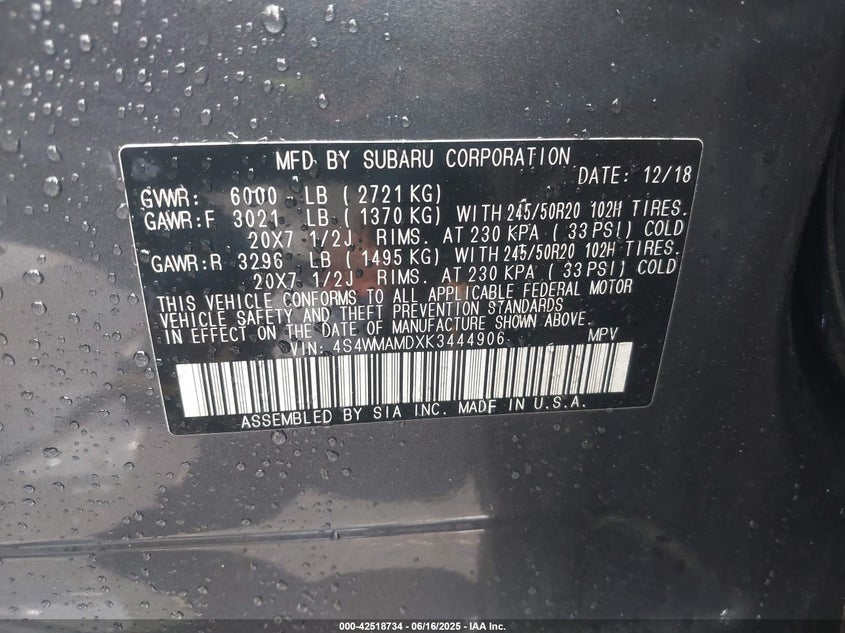 MFD BY SUBARU CORPORATION
DATE: 12/18
GVWR: 6000 LB ( 2721 KG)
GAWR:F 3021 LB ( 1370 KG) WITH 245/50R20 102H TIRES.
20X7 1/2J RIMS. AT 230 KPA ( 33 PSI) COLD
GAWR:R 3296 LB ( 1495 KG) WITH 245/50R20 102H TIRES.
20X7 1/2J RIMS. AT 230 KPA ( 33 PSI) COLD
THIS VEHICLE CONFORMS TO ALL APPLICABLE FEDERAL MOTOR
VEHICLE SAFETY AND THEFT PREVENTION STANDARDS
IN EFFECT ON THE DATE OF MANUFACTURE SHOWN ABOVE.
VIN: 4S4WMAMDXK3444906 MPV
ASSEMBLED BY SIA INC. MADE IN U.S.A.
000-42518734 - 06/16/2025 - IAA Inc.